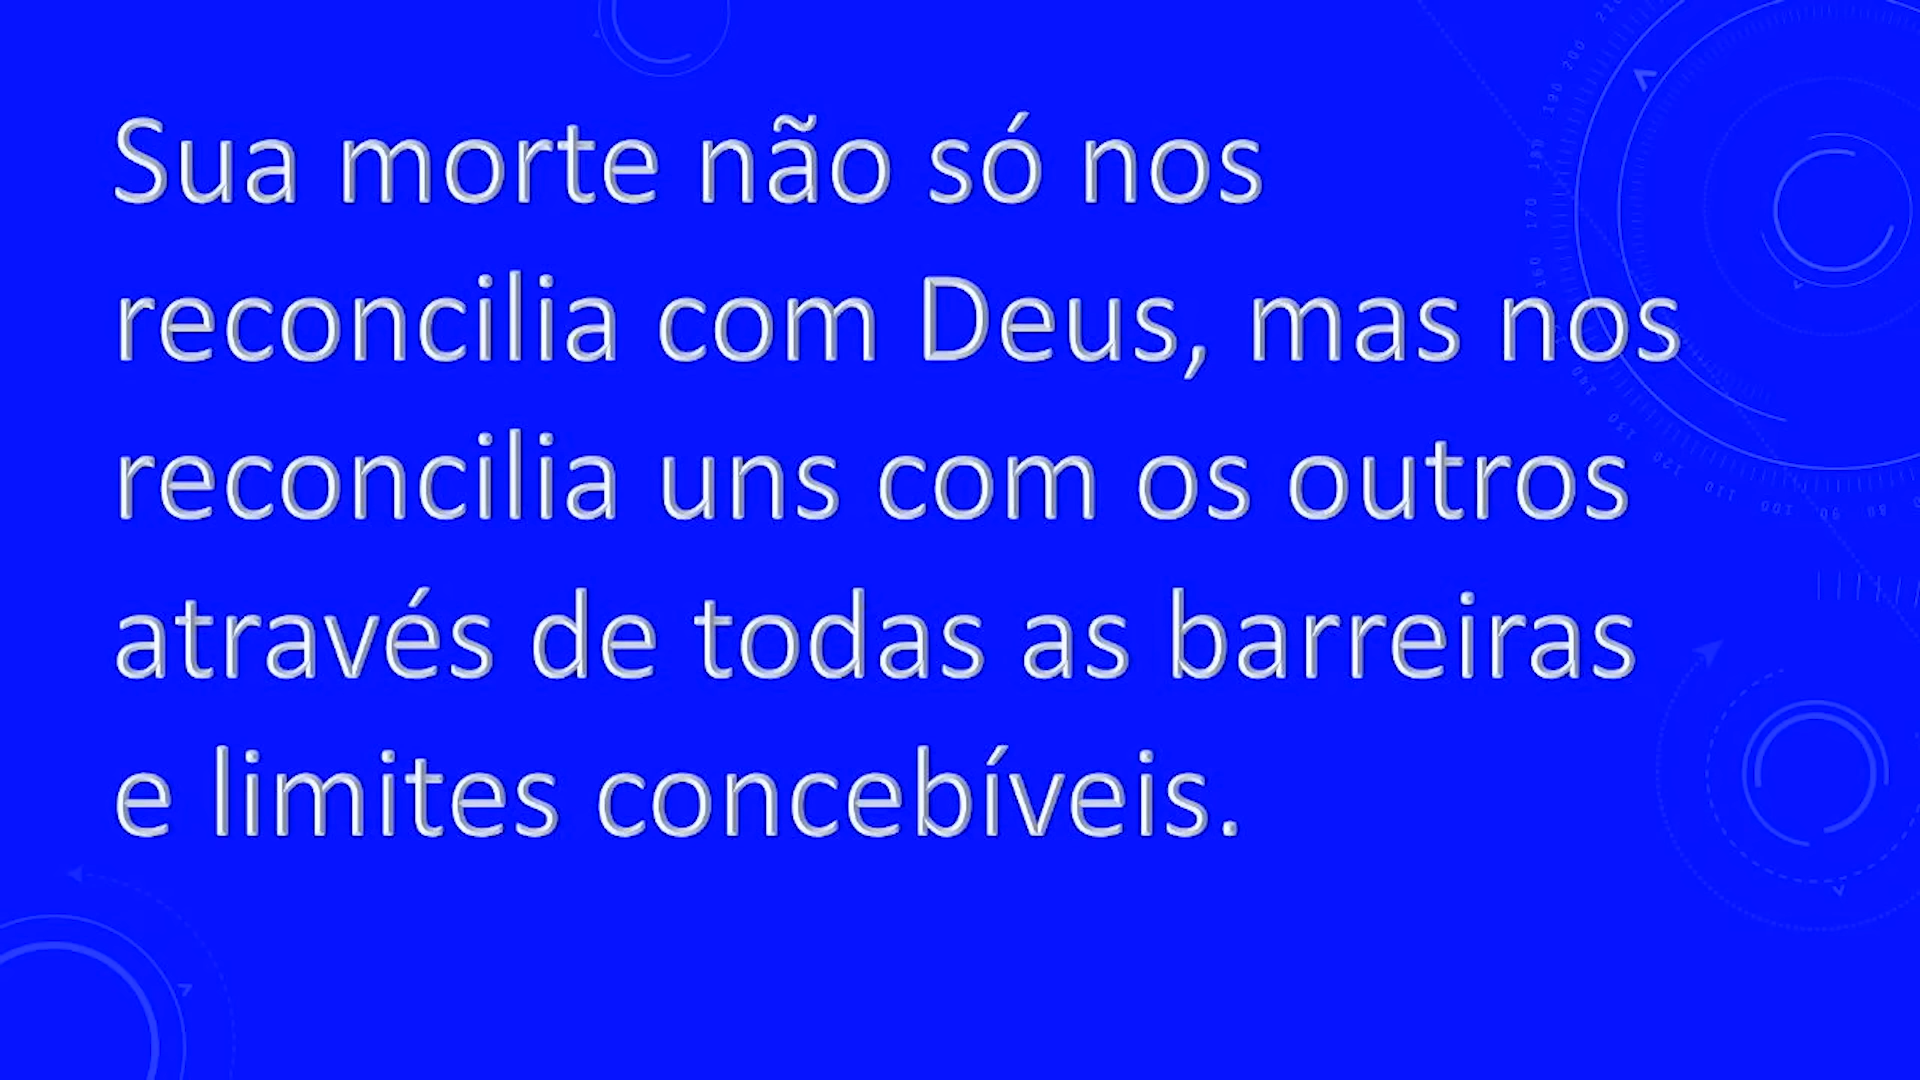 Sua morte não só nos
reconcilia com Deus, mas nos
reconcilia uns com os outros
através de todas as barreiras
e limites concebíveis.